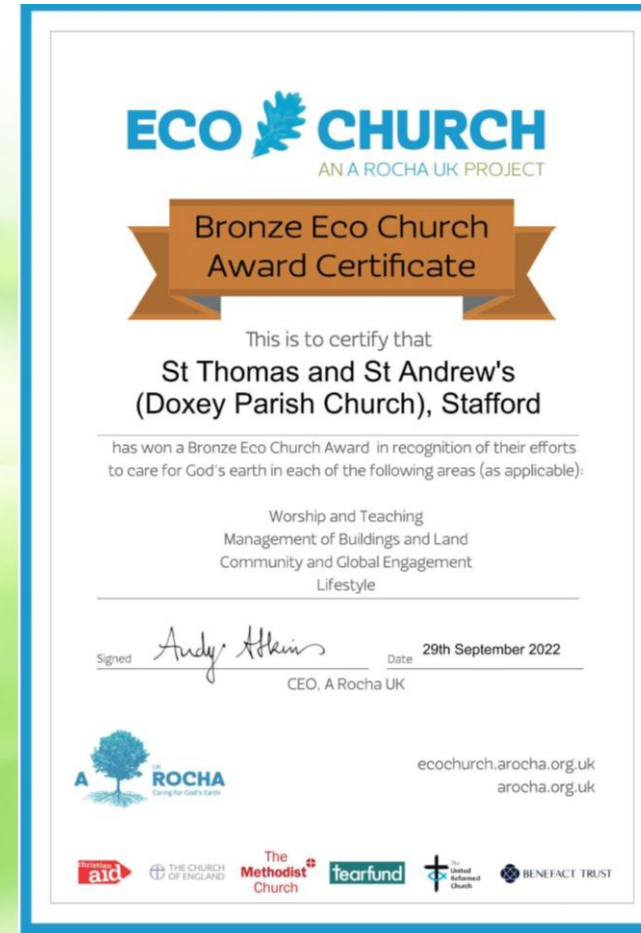 ECO CHURCH
AN A ROCHA UK PROJECT
Bronze Eco Church
Award Certificate
This is to certify that
St Thomas and St Andrew's
(Doxey Parish Church), Stafford
has won a Bronze Eco Church Award in recognition of their efforts
to care for God's earth in each of the following areas (as applicable):
Worship and Teaching
Management of Buildings and Land
Community and Global Engagement
Lifestyle
Signed Andy Atkins Date 29th September 2022
CEO, A Rocha UK
UK
A ROCHA
Caring for God's Earth
ecochurch.arocha.org.uk
arocha.org.uk
christian
aid
THE CHURCH
OF ENGLAND
The
Methodist
Church
tearfund
The
United
Reformed
Church
BENEFACT TRUST